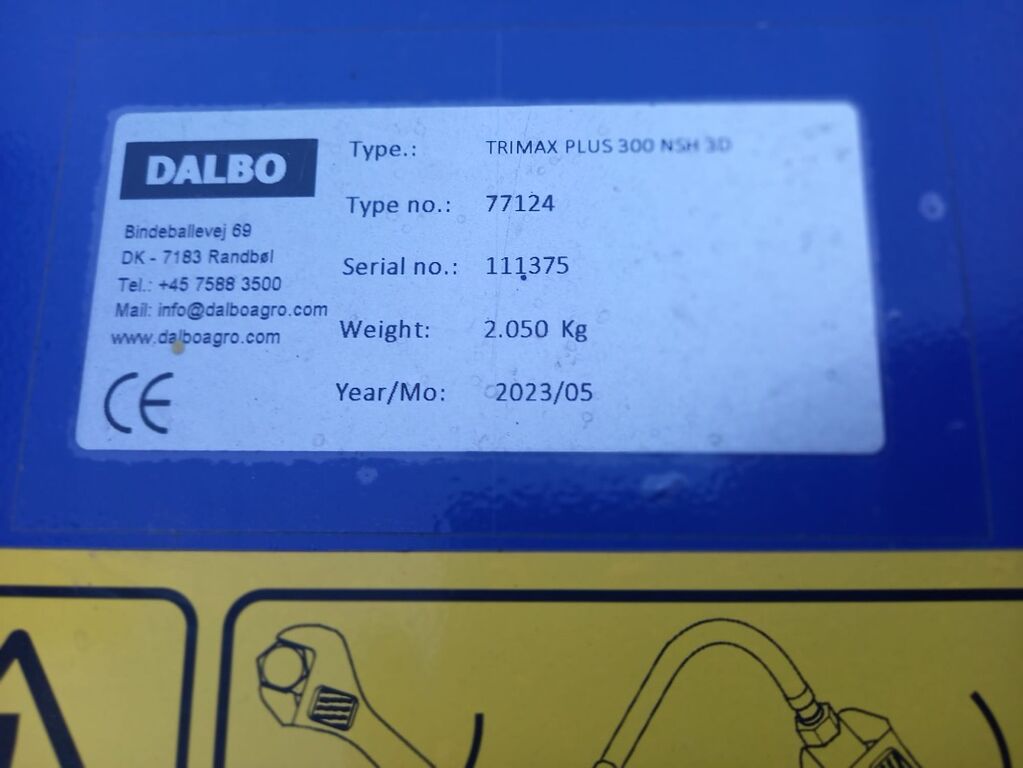 DALBO
Bindeballevej 69
DK - 7183 Randbøl
Tel.: +45 7588 3500
Mail: info@dalboagro.com
www.dalboagro.com
CE
Type.: TRIMAX PLUS 300 NSH 3D
Type no.: 77124
Serial no.: 111375
Weight: 2.050 Kg
Year/Mo: 2023/05